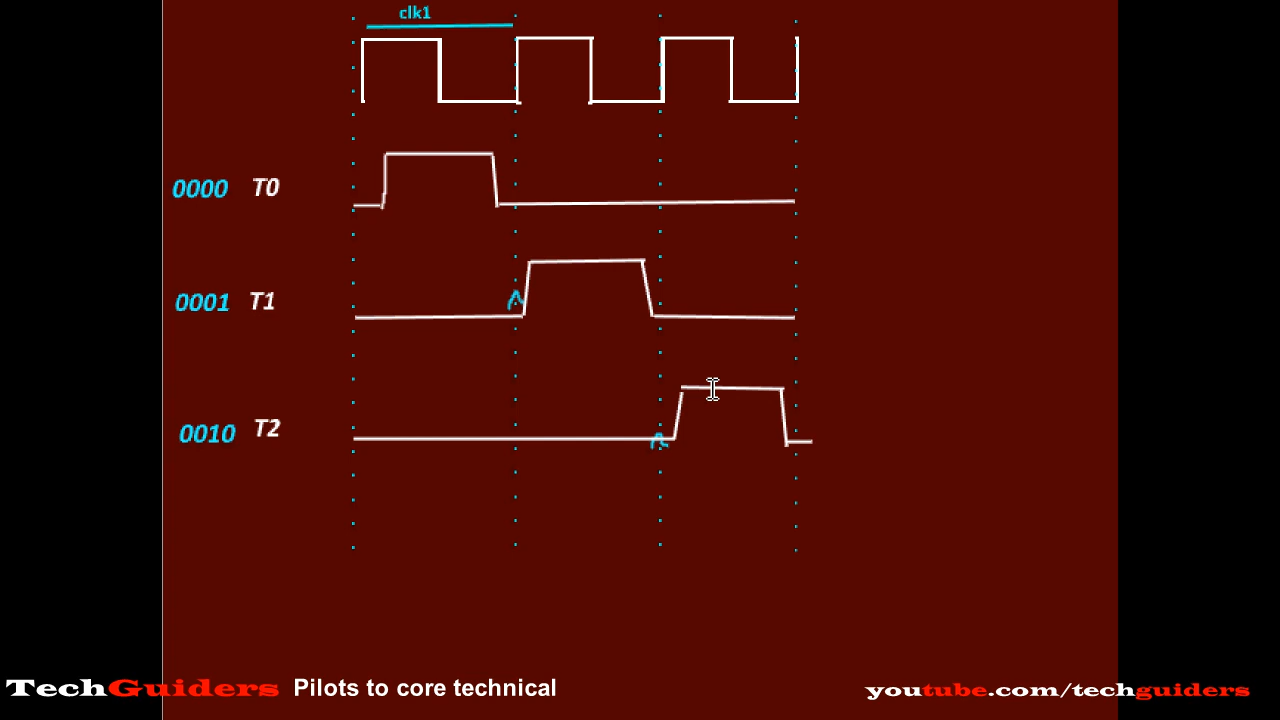 clk1
0000 T0
0001 T1
0010 T2
TechGuiders Pilots to core technical
youtube.com/techguiders